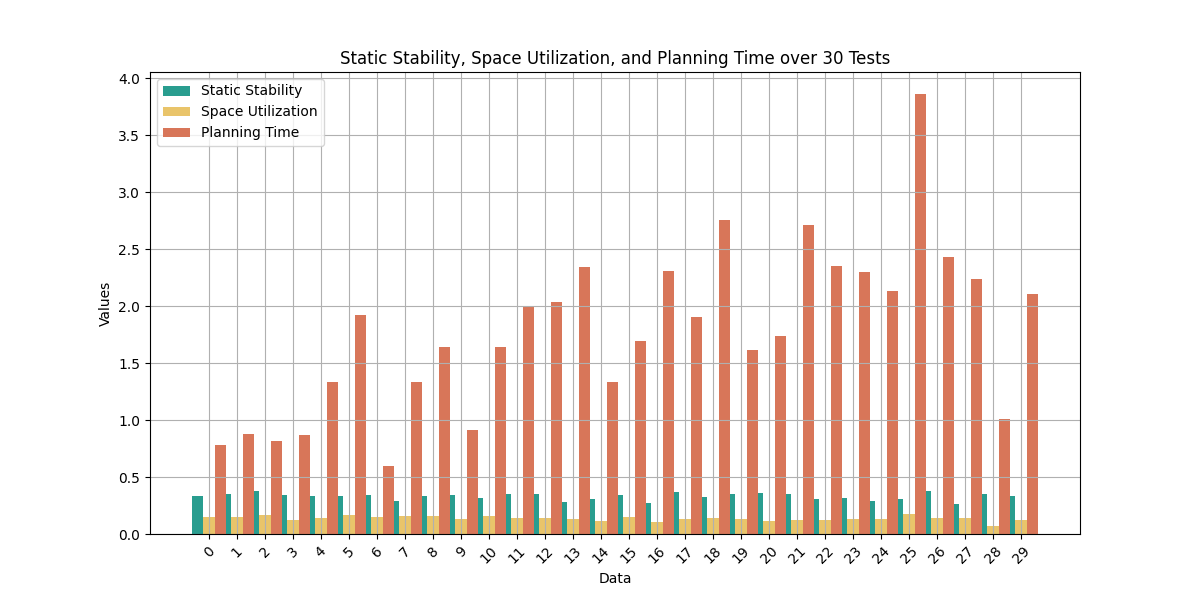 Static Stability, Space Utilization, and Planning Time over 30 Tests
4.0
3.5
3.0
2.5
2.0
1.5
1.0
0.5
0.0
Values
Static Stability
Space Utilization
Planning Time
0 1 2 3 4 5 6 7 8 9 10 11 12 13 14 15 16 17 18 19 20 21 22 23 24 25 26 27 28 29
Data